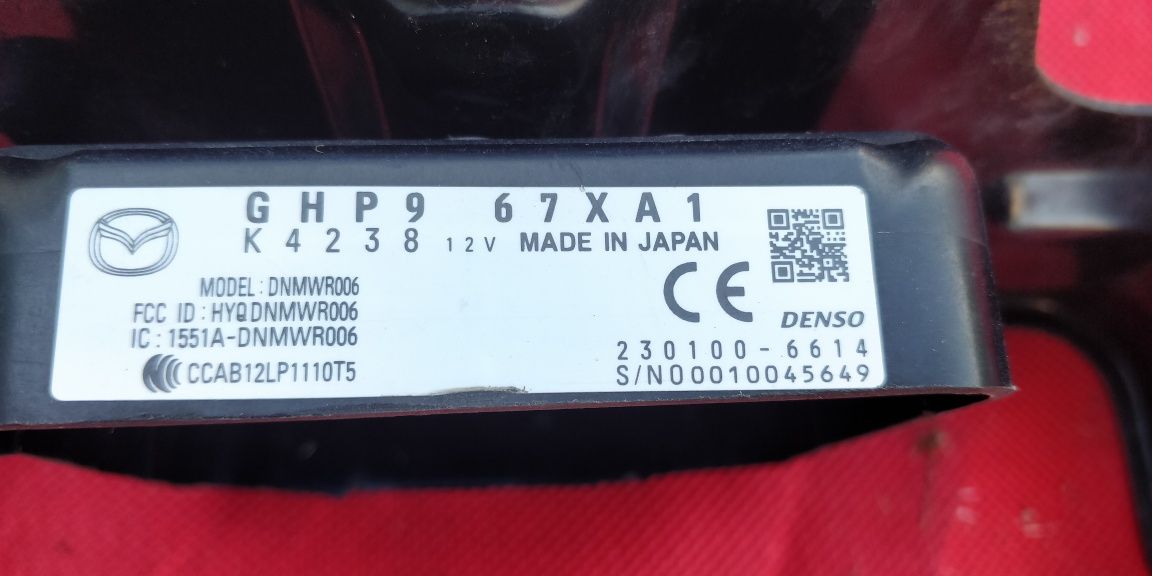 GHP9 67XA1
K4238 12V MADE IN JAPAN
MODEL: DNMWR006
FCC ID: HYQDNMWR006
IC: 1551A-DNMWR006
CCAB12LP1110T5
CE
DENSO
230100-6614
S/N00010045649